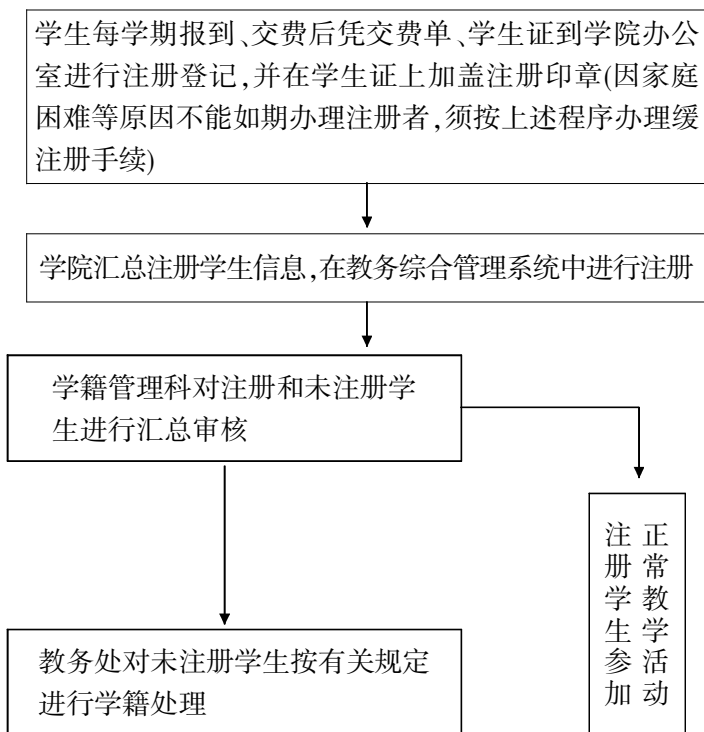 学生每学期报到、交费后凭交费单、学生证到学院办公
室进行注册登记,并在学生证上加盖注册印章(因家庭
困难等原因不能如期办理注册者,须按上述程序办理缓
注册手续)
学院汇总注册学生信息,在教务综合管理系统中进行注册
学籍管理科对注册和未注册学
生进行汇总审核
注册学生参加
正常教学活动
教务处对未注册学生按有关规定
进行学籍处理